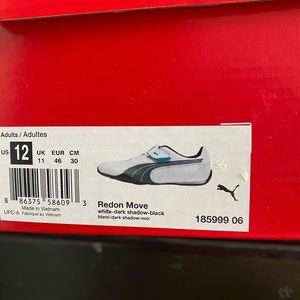 Adults / Adultes
US 12 UK 11 EUR 46 CM 30
8 86375 58609 3
UPC-A Made in Vietnam
Fabriqué au Vietnam
Redon Move
white-dark shadow-black
blanc-dark shadow-noir
PUMA
185999 06